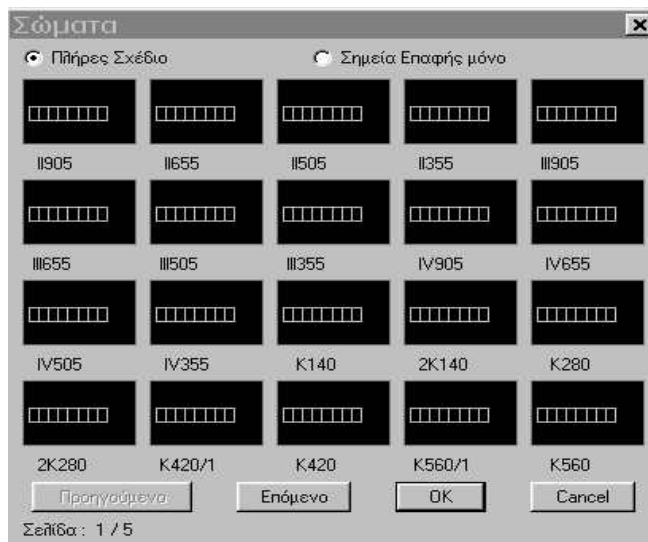 Σώματα
Πλήρες Σχέδιο Σημεία Επαφής μόνο
II905 II655 II505 II355 III905
III655 III505 III355 IV905 IV655
IV505 IV355 K140 2K140 K280
2K280 K420/1 K420 K560/1 K560
Προηγούμενο Επόμενο OK Cancel
Σελίδα : 1 / 5